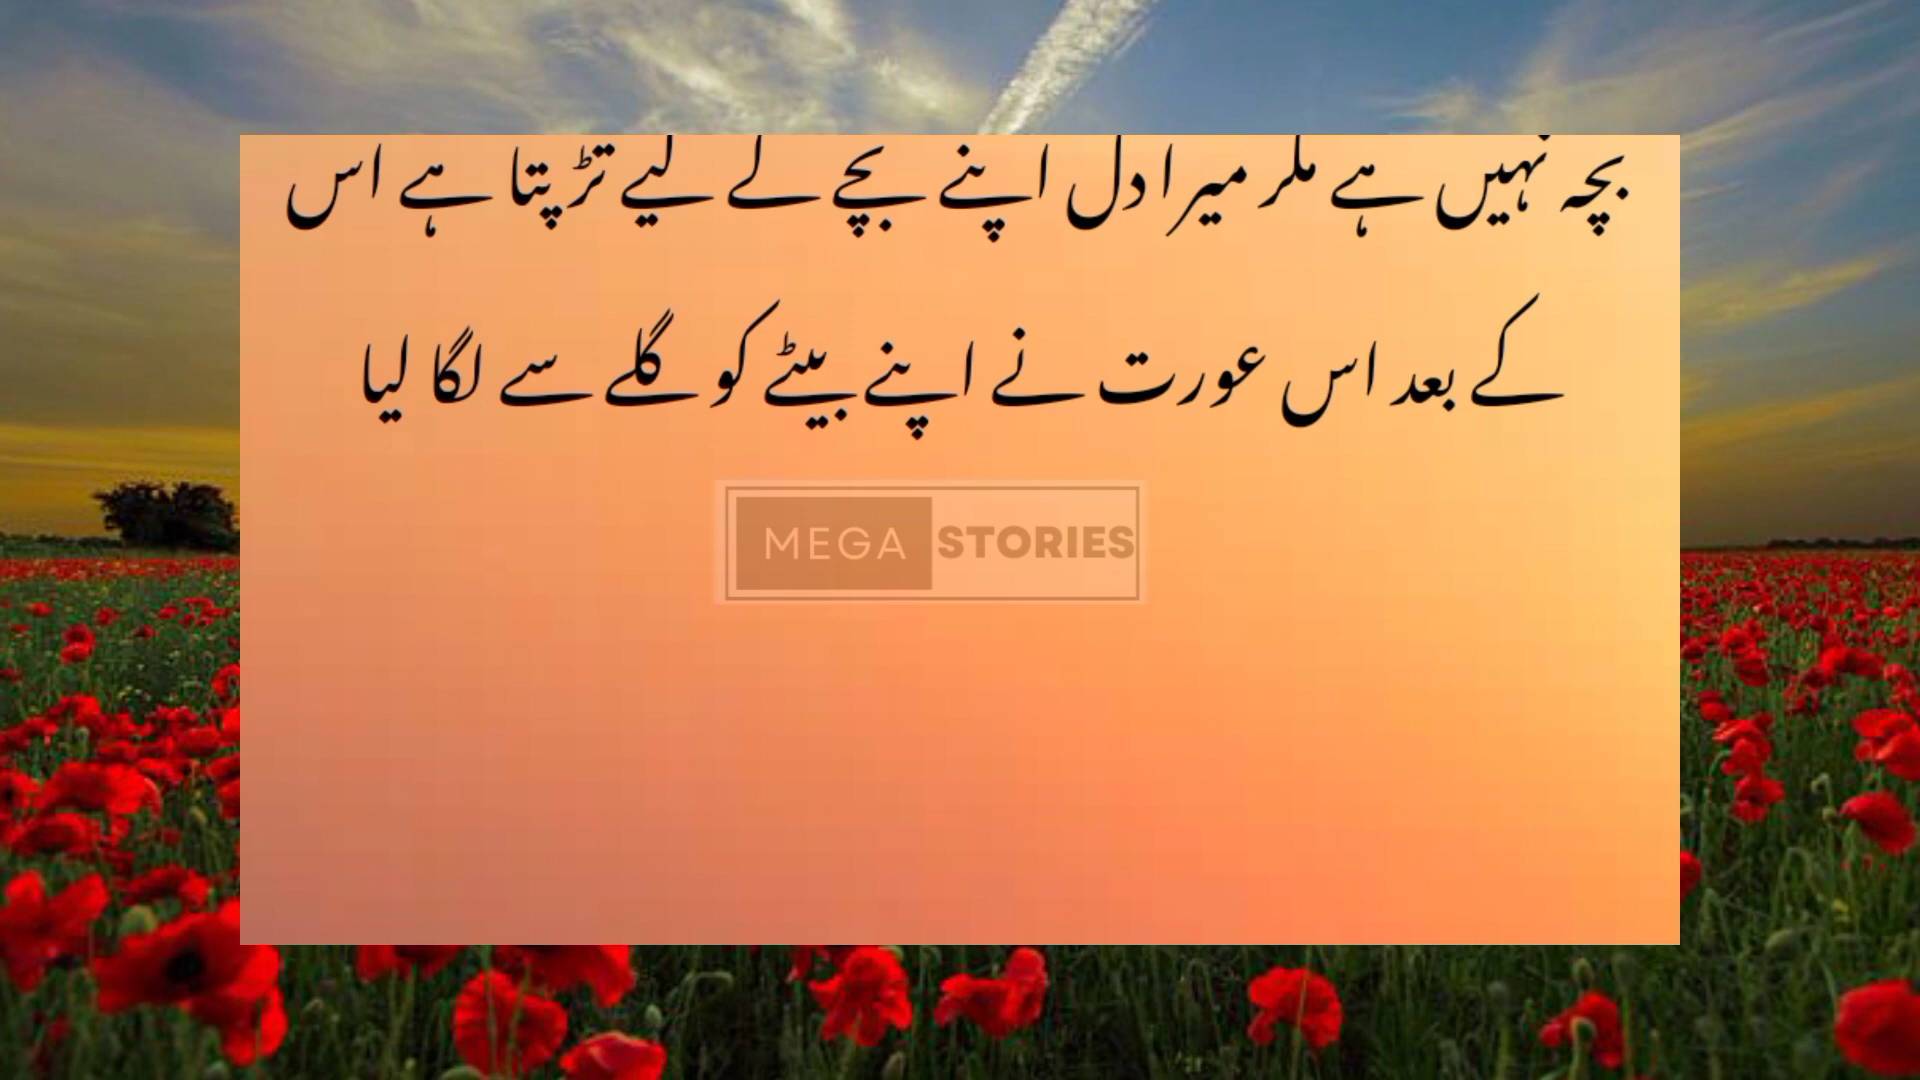 بچہ نہیں ہے مگر میرا دل اپنے بچے کے لیے تڑپتا ہے اس
کے بعد اس عورت نے اپنے بیٹے کو گلے سے لگا لیا
MEGA STORIES